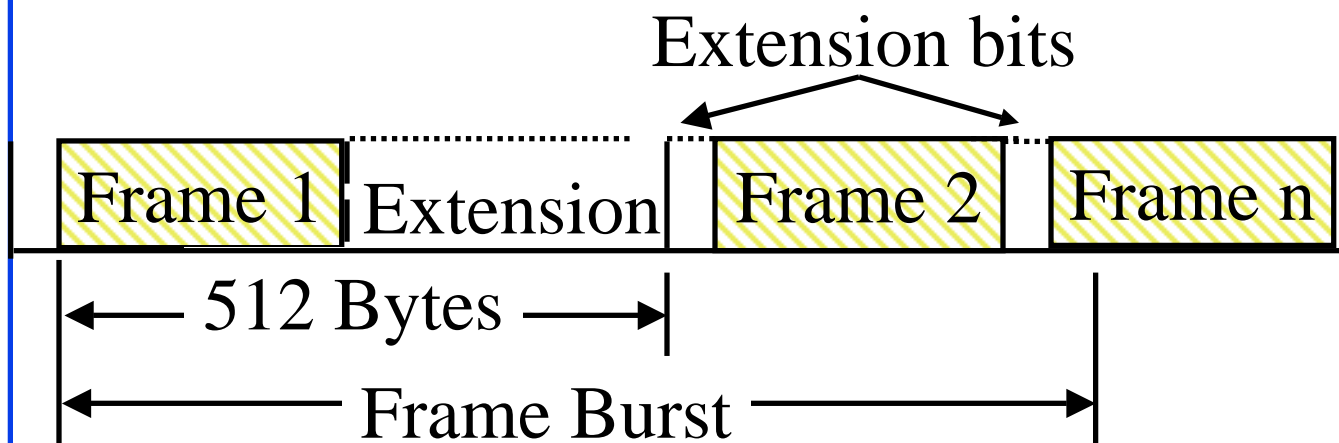 Extension bits
Frame 1
Extension
Frame 2
Frame n
512 Bytes
Frame Burst